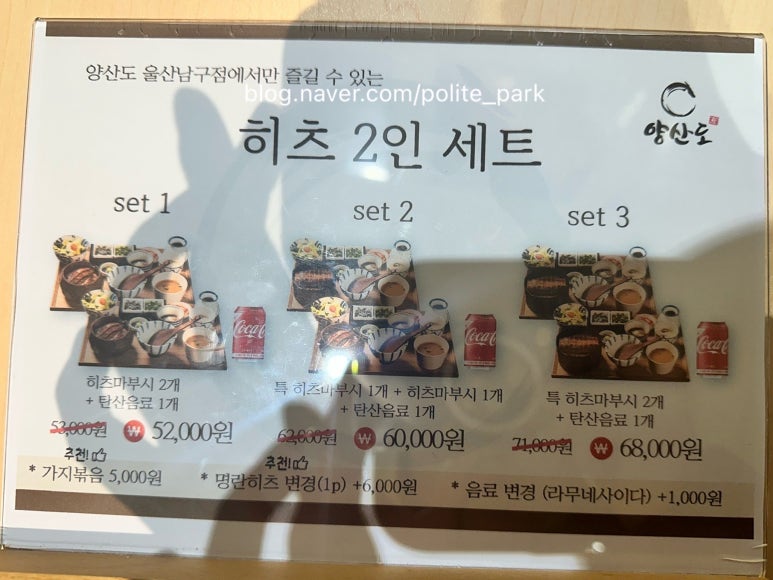 양산도 울산남구점에서만 즐길 수 있는
blog.naver.com/polite_park
양산도
히츠 2인 세트
set 1
set 2
set 3
Coca
Coca
Coca
히츠마부시 2개
+ 탄산음료 1개
53,000원 ₩ 52,000원
특 히츠마부시 1개 + 히츠마부시 1개
+ 탄산음료 1개
62,000원 ₩ 60,000원
특 히츠마부시 2개
+ 탄산음료 1개
71,000원 ₩ 68,000원
추천!
* 가지볶음 5,000원
추천!
* 명란히츠 변경(1p) +6,000원
* 음료 변경 (라무네사이다) +1,000원